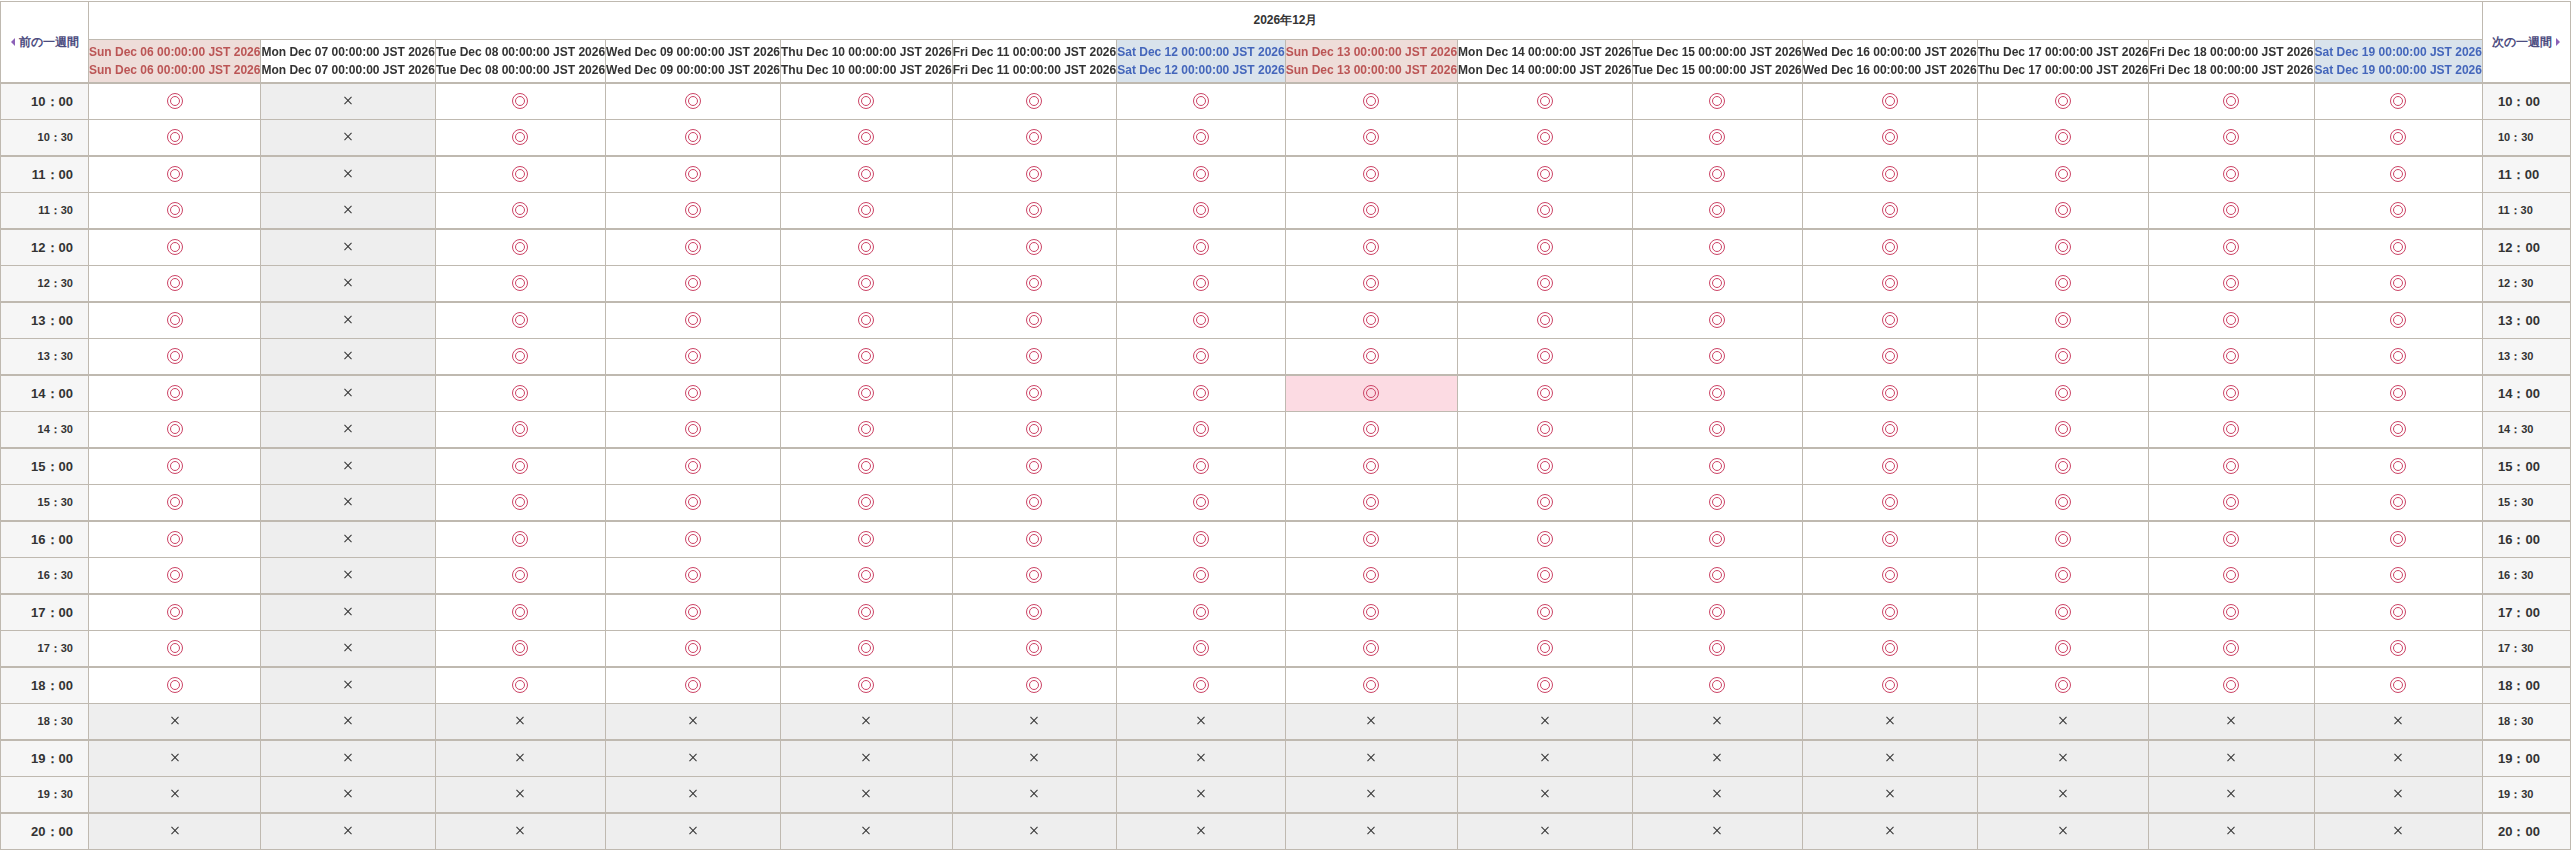 2026年12月
前の一週間
次の一週間
Sun Dec 06 00:00:00 JST 2026 Mon Dec 07 00:00:00 JST 2026 Tue Dec 08 00:00:00 JST 2026 Wed Dec 09 00:00:00 JST 2026 Thu Dec 10 00:00:00 JST 2026 Fri Dec 11 00:00:00 JST 2026 Sat Dec 12 00:00:00 JST 2026 Sun Dec 13 00:00:00 JST 2026 Mon Dec 14 00:00:00 JST 2026 Tue Dec 15 00:00:00 JST 2026 Wed Dec 16 00:00:00 JST 2026 Thu Dec 17 00:00:00 JST 2026 Fri Dec 18 00:00:00 JST 2026 Sat Dec 19 00:00:00 JST 2026
Sun Dec 06 00:00:00 JST 2026 Mon Dec 07 00:00:00 JST 2026 Tue Dec 08 00:00:00 JST 2026 Wed Dec 09 00:00:00 JST 2026 Thu Dec 10 00:00:00 JST 2026 Fri Dec 11 00:00:00 JST 2026 Sat Dec 12 00:00:00 JST 2026 Sun Dec 13 00:00:00 JST 2026 Mon Dec 14 00:00:00 JST 2026 Tue Dec 15 00:00:00 JST 2026 Wed Dec 16 00:00:00 JST 2026 Thu Dec 17 00:00:00 JST 2026 Fri Dec 18 00:00:00 JST 2026 Sat Dec 19 00:00:00 JST 2026
10：00 ◎ × ◎ ◎ ◎ ◎ ◎ ◎ ◎ ◎ ◎ ◎ ◎ ◎ 10：00
10：30 ◎ × ◎ ◎ ◎ ◎ ◎ ◎ ◎ ◎ ◎ ◎ ◎ ◎ 10：30
11：00 ◎ × ◎ ◎ ◎ ◎ ◎ ◎ ◎ ◎ ◎ ◎ ◎ ◎ 11：00
11：30 ◎ × ◎ ◎ ◎ ◎ ◎ ◎ ◎ ◎ ◎ ◎ ◎ ◎ 11：30
12：00 ◎ × ◎ ◎ ◎ ◎ ◎ ◎ ◎ ◎ ◎ ◎ ◎ ◎ 12：00
12：30 ◎ × ◎ ◎ ◎ ◎ ◎ ◎ ◎ ◎ ◎ ◎ ◎ ◎ 12：30
13：00 ◎ × ◎ ◎ ◎ ◎ ◎ ◎ ◎ ◎ ◎ ◎ ◎ ◎ 13：00
13：30 ◎ × ◎ ◎ ◎ ◎ ◎ ◎ ◎ ◎ ◎ ◎ ◎ ◎ 13：30
14：00 ◎ × ◎ ◎ ◎ ◎ ◎ ◎ ◎ ◎ ◎ ◎ ◎ ◎ 14：00
14：30 ◎ × ◎ ◎ ◎ ◎ ◎ ◎ ◎ ◎ ◎ ◎ ◎ ◎ 14：30
15：00 ◎ × ◎ ◎ ◎ ◎ ◎ ◎ ◎ ◎ ◎ ◎ ◎ ◎ 15：00
15：30 ◎ × ◎ ◎ ◎ ◎ ◎ ◎ ◎ ◎ ◎ ◎ ◎ ◎ 15：30
16：00 ◎ × ◎ ◎ ◎ ◎ ◎ ◎ ◎ ◎ ◎ ◎ ◎ ◎ 16：00
16：30 ◎ × ◎ ◎ ◎ ◎ ◎ ◎ ◎ ◎ ◎ ◎ ◎ ◎ 16：30
17：00 ◎ × ◎ ◎ ◎ ◎ ◎ ◎ ◎ ◎ ◎ ◎ ◎ ◎ 17：00
17：30 ◎ × ◎ ◎ ◎ ◎ ◎ ◎ ◎ ◎ ◎ ◎ ◎ ◎ 17：30
18：00 ◎ × ◎ ◎ ◎ ◎ ◎ ◎ ◎ ◎ ◎ ◎ ◎ ◎ 18：00
18：30 × × × × × × × × × × × × × × 18：30
19：00 × × × × × × × × × × × × × × 19：00
19：30 × × × × × × × × × × × × × × 19：30
20：00 × × × × × × × × × × × × × × 20：00